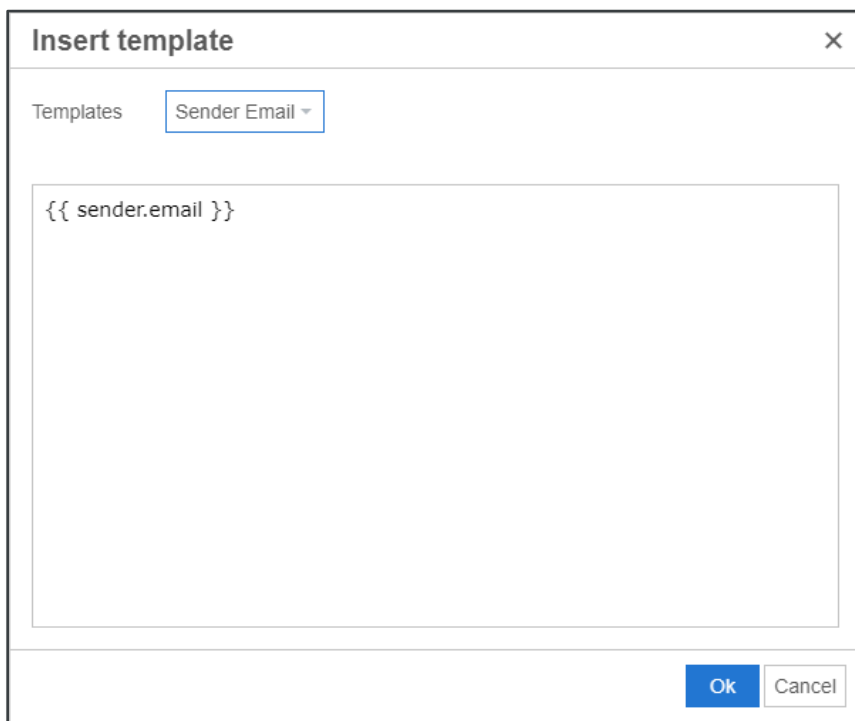 Insert template
Templates
Sender Email
{{ sender.email }}
Ok
Cancel